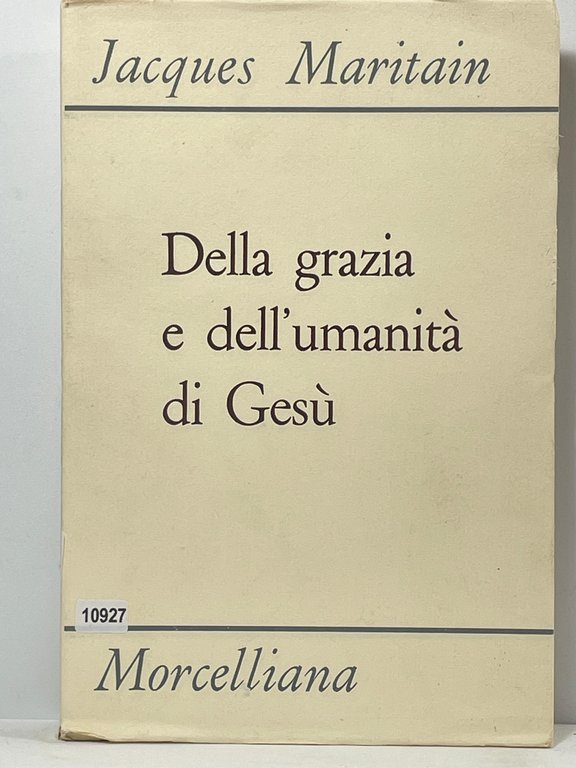 Jacques Maritain
Della grazia
e dell'umanità
di Gesù
10927
Morcelliana